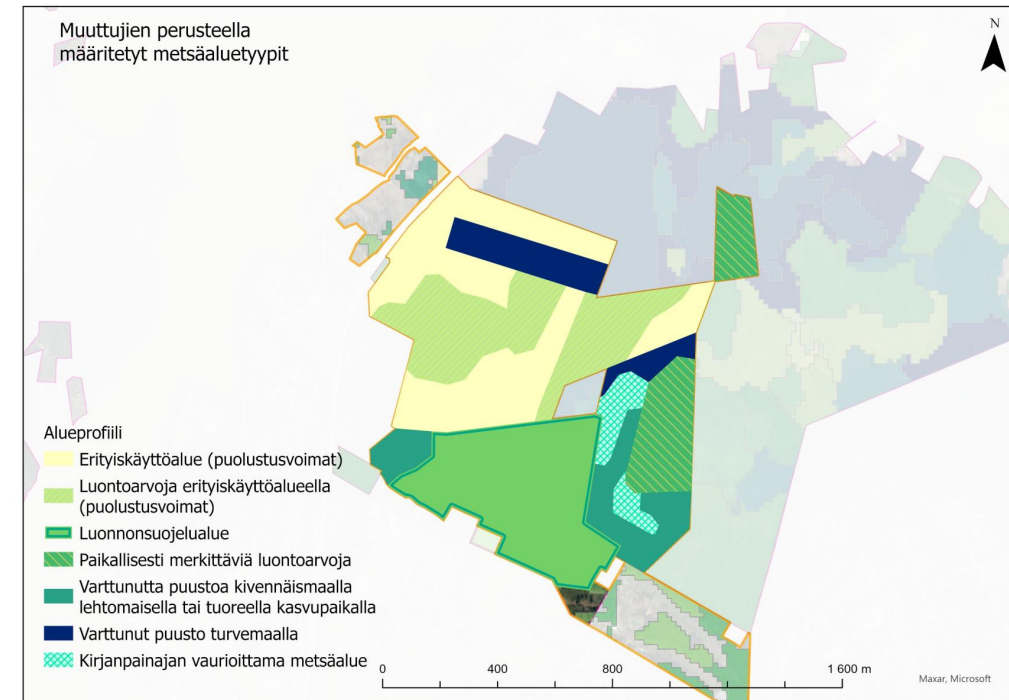 Muuttujien perusteella
määritetyt metsäaluetyypit
N
Alueprofiili
Erityiskäyttöalue (puolustusvoimat)
Luontoarvoja erityiskäyttöalueella
(puolustusvoimat)
Luonnonsuojelualue
Paikallisesti merkittäviä luontoarvoja
Varttunutta puustoa kivennäismaalla
lehtomaisella tai tuoreella kasvupaikalla
Varttunut puusto turvemaalla
Kirjanpainajan vaurioittama metsäalue
0 400 800 1 600 m
Maxar, Microsoft